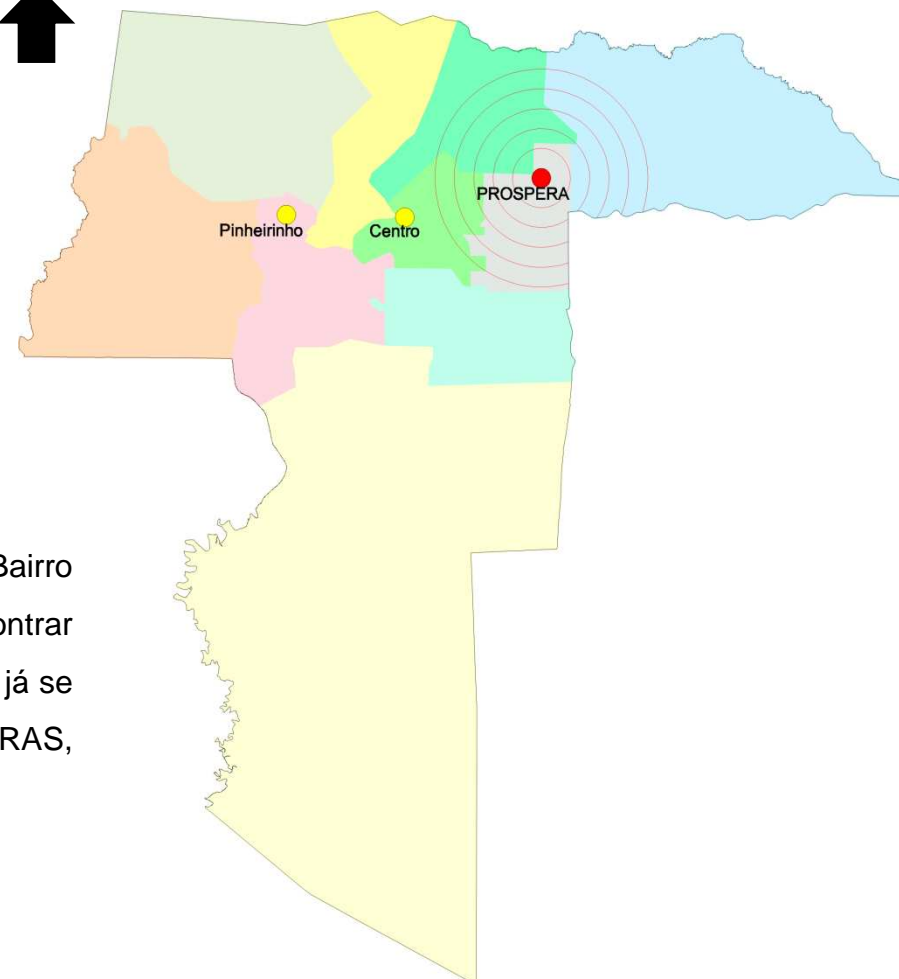 PROSPERA
Pinheirinho
Centro
Bairro
ontrar
já se
RAS,